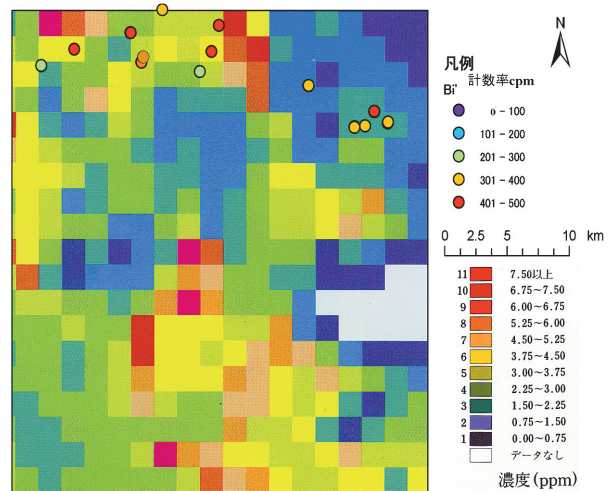 N
凡例
計数率cpm
Bi'
0 - 100
101 - 200
201 - 300
301 - 400
401 - 500
0 2.5 5 10 km
11 7.50以上
10 6.75~7.50
9 6.00~6.75
8 5.25~6.00
7 4.50~5.25
6 3.75~4.50
5 3.00~3.75
4 2.25~3.00
3 1.50~2.25
2 0.75~1.50
1 0.00~0.75
データなし
濃度(ppm)